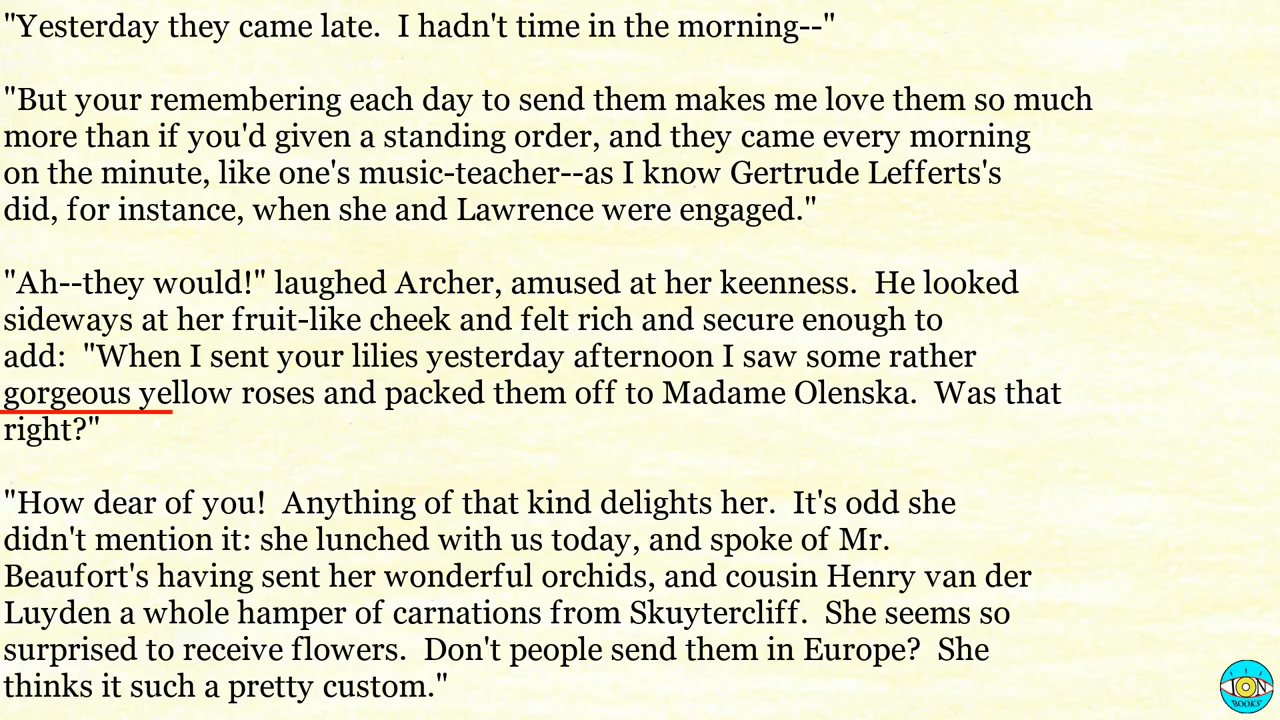 "Yesterday they came late.  I hadn't time in the morning--"
"But your remembering each day to send them makes me love them so much
more than if you'd given a standing order, and they came every morning
on the minute, like one's music-teacher--as I know Gertrude Lefferts's
did, for instance, when she and Lawrence were engaged."
"Ah--they would!" laughed Archer, amused at her keenness.  He looked
sideways at her fruit-like cheek and felt rich and secure enough to
add:  "When I sent your lilies yesterday afternoon I saw some rather
gorgeous yellow roses and packed them off to Madame Olenska.  Was that
right?"
"How dear of you!  Anything of that kind delights her.  It's odd she
didn't mention it: she lunched with us today, and spoke of Mr.
Beaufort's having sent her wonderful orchids, and cousin Henry van der
Luyden a whole hamper of carnations from Skuytercliff.  She seems so
surprised to receive flowers.  Don't people send them in Europe?  She
thinks it such a pretty custom."
ION
BOOKS